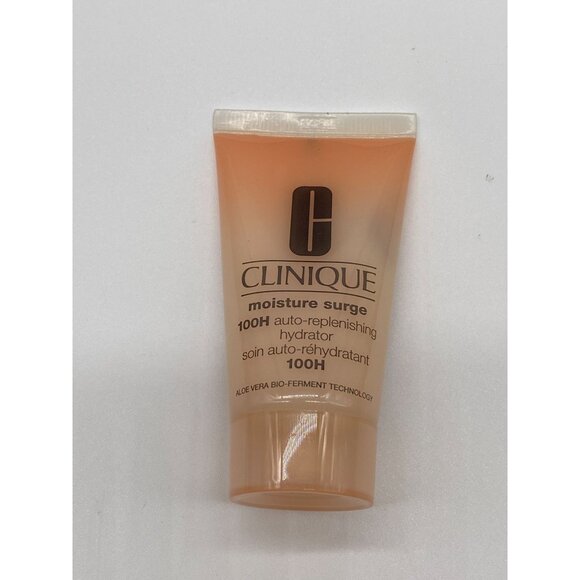 C
CLINIQUE
moisture surge
100H auto-replenishing
hydrator
soin auto-réhydratant
100H
ALOE VERA BIO-FERMENT TECHNOLOGY